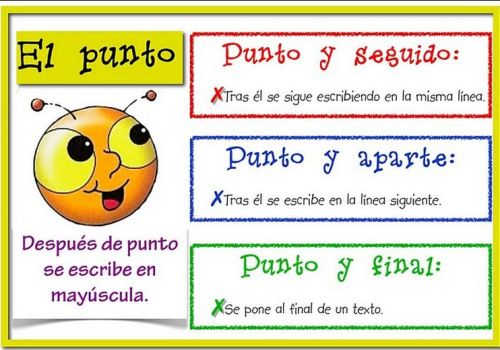 El punto
Después de punto
se escribe en
mayúscula.
Punto y seguido:
✗Tras él se sigue escribiendo en la misma línea.
Punto y aparte:
✗Tras él se escribe en la línea siguiente.
Punto y final:
✗Se pone al final de un texto.